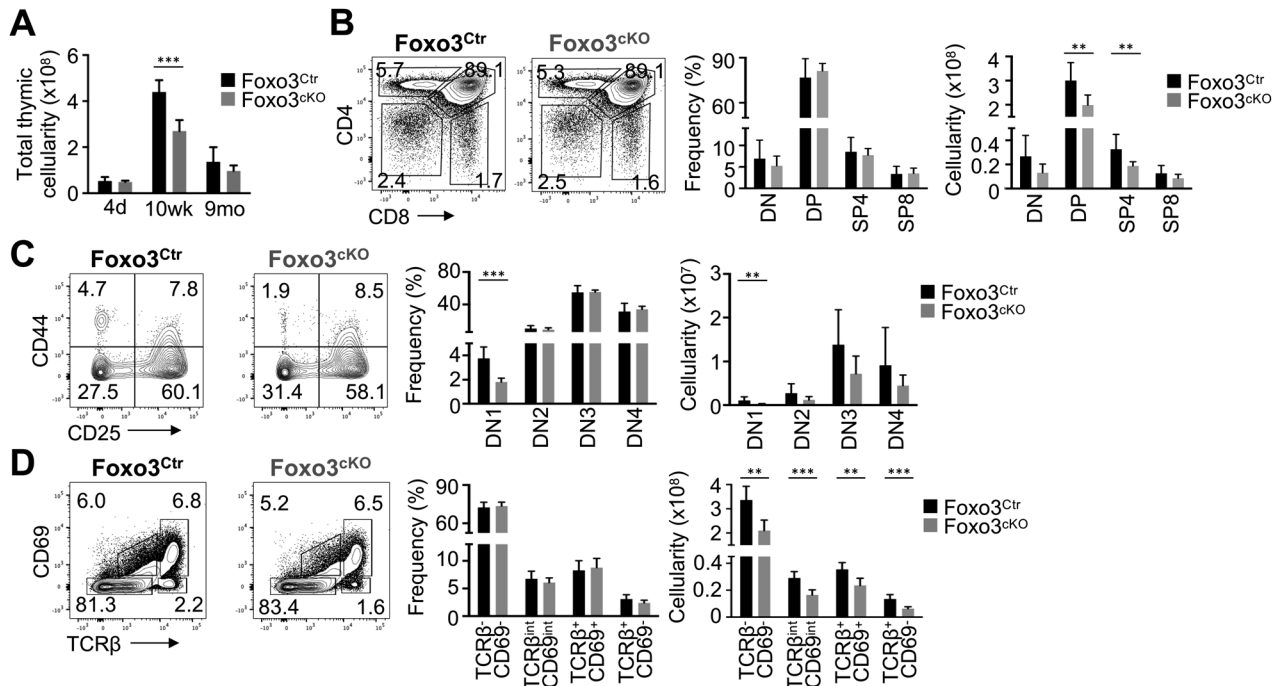 A
Total thymic
cellularity (x10⁸)
6
4
2
0
***
4d 10wk 9mo
Foxo3Ctr
Foxo3cKO
B
Foxo3Ctr Foxo3cKO
5.7 89.1
2.4 1.7
5.3 89.1
2.5 1.6
CD4
CD8
Frequency (%)
90
60
10
5
0
DN DP SP4 SP8
Cellularity (x10⁸)
4
3
2
0.4
0.2
0
** **
DN DP SP4 SP8
Foxo3Ctr
Foxo3cKO
C
Foxo3Ctr Foxo3cKO
4.7 7.8
27.5 60.1
1.9 8.5
31.4 58.1
CD44
CD25
Frequency (%)
80
40
4
2
0
***
DN1 DN2 DN3 DN4
Cellularity (x10⁷)
3
2
1
0
**
DN1 DN2 DN3 DN4
Foxo3Ctr
Foxo3cKO
D
Foxo3Ctr Foxo3cKO
6.0 6.8
81.3 2.2
5.2 6.5
83.4 1.6
CD69
TCRβ
Frequency (%)
90
60
10
5
0
TCRβ-
CD69-
TCRβint
CD69int
TCRβ+
CD69+
TCRβ+
CD69-
Cellularity (x10⁸)
4
3
2
0.4
0.2
0
** *** ** ***
TCRβ-
CD69-
TCRβint
CD69int
TCRβ+
CD69+
TCRβ+
CD69-
Foxo3Ctr
Foxo3cKO